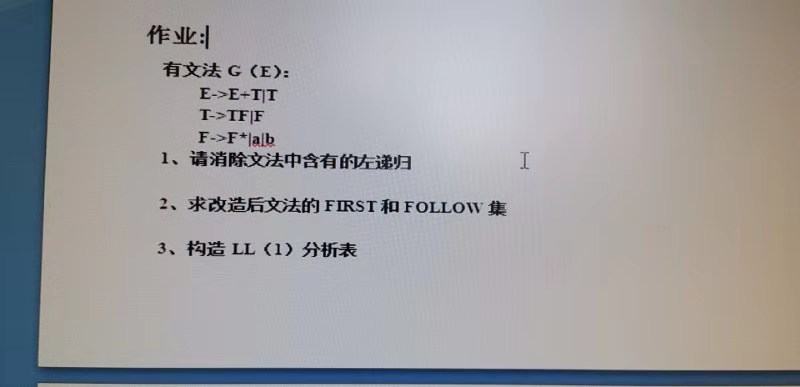 作业:
有文法 G（E）:
E->E+T|T
T->TF|F
F->F*|a|b
1、请消除文法中含有的左递归
2、求改造后文法的 FIRST 和 FOLLOW 集
3、构造 LL（1）分析表